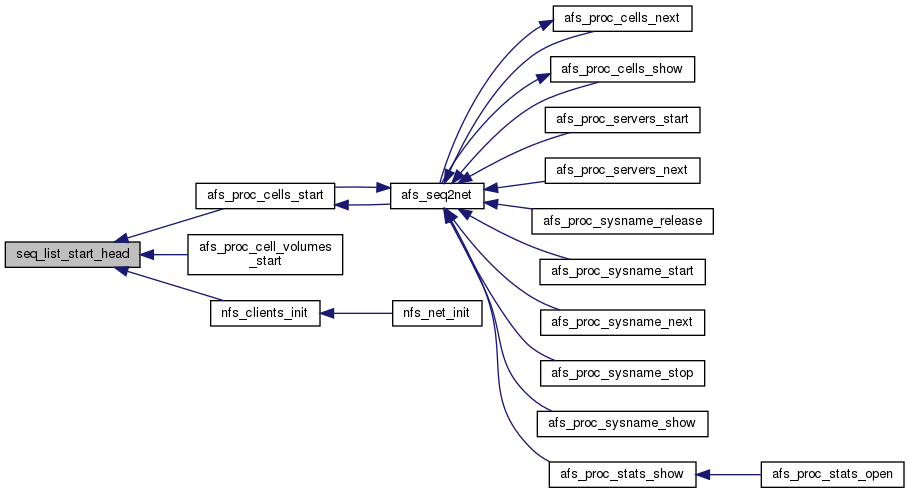 afs_proc_cells_next
afs_proc_cells_show
afs_proc_servers_start
afs_proc_servers_next
afs_proc_cells_start
afs_seq2net
afs_proc_sysname_release
seq_list_start_head
afs_proc_cell_volumes
_start
afs_proc_sysname_start
nfs_clients_init
nfs_net_init
afs_proc_sysname_next
afs_proc_sysname_stop
afs_proc_sysname_show
afs_proc_stats_show
afs_proc_stats_open